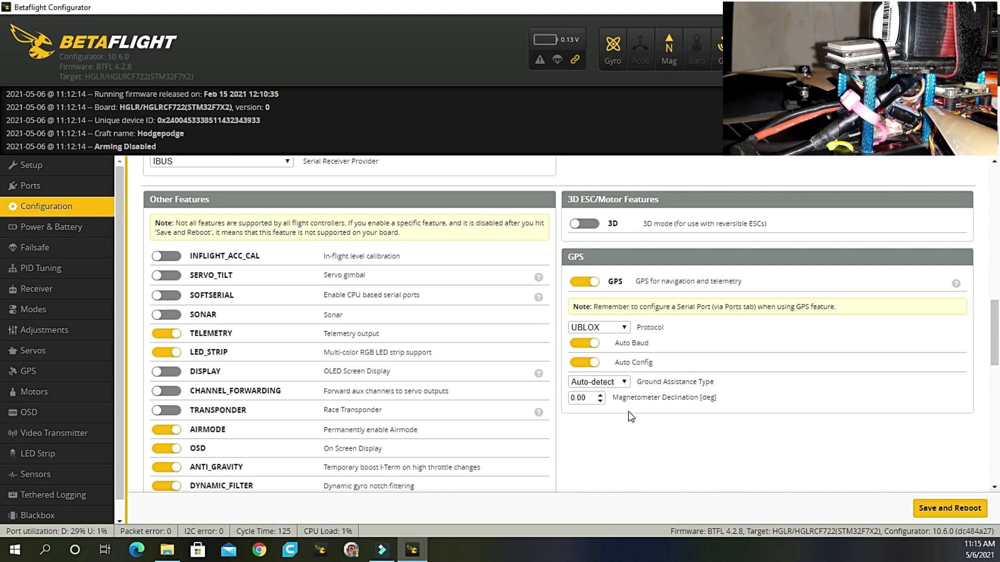 Betaflight Configurator
BETAFLIGHT
Configurator: 10.6.0
Firmware: BTFL 4.2.8
Target: HGLR/HGLRCF722(STM32F7X2)
0.13 V
Gyro
Accel
Mag
Baro
2021-05-06 @ 11:12:14 -- Running firmware released on: Feb 15 2021 12:10:35
2021-05-06 @ 11:12:14 -- Board: HGLR/HGLRCF722(STM32F7X2), version: 0
2021-05-06 @ 11:12:14 -- Unique device ID: 0x2400453338511432343933
2021-05-06 @ 11:12:14 -- Craft name: Hodgepodge
2021-05-06 @ 11:12:14 -- Arming Disabled
Setup
Ports
Configuration
Power & Battery
Failsafe
PID Tuning
Receiver
Modes
Adjustments
Servos
GPS
Motors
OSD
Video Transmitter
LED Strip
Sensors
Tethered Logging
Blackbox
IBUS Serial Receiver Provider
Other Features
Note: Not all features are supported by all flight controllers. If you enable a specific feature, and it is disabled after you hit
'Save and Reboot', it means that this feature is not supported on your board.
INFLIGHT_ACC_CAL In-flight level calibration
SERVO_TILT Servo gimbal
SOFTSERIAL Enable CPU based serial ports
SONAR Sonar
TELEMETRY Telemetry output
LED_STRIP Multi-color RGB LED strip support
DISPLAY OLED Screen Display
CHANNEL_FORWARDING Forward aux channels to servo outputs
TRANSPONDER Race Transponder
AIRMODE Permanently enable Airmode
OSD On Screen Display
ANTI_GRAVITY Temporary boost I-Term on high throttle changes
DYNAMIC_FILTER Dynamic gyro notch filtering
3D ESC/Motor Features
3D 3D mode (for use with reversible ESCs)
GPS
GPS GPS for navigation and telemetry
Note: Remember to configure a Serial Port (via Ports tab) when using GPS feature.
UBLOX Protocol
Auto Baud
Auto Config
Auto-detect Ground Assistance Type
0.00 Magnetometer Declination [deg]
Save and Reboot
Port utilization: D: 29% U: 1% Packet error: 0 I2C error: 0 Cycle Time: 125 CPU Load: 1% Firmware: BTFL 4.2.8, Target: HGLR/HGLRCF722(STM32F7X2), Configurator: 10.6.0 (dc484a27)
11:15 AM
5/6/2021